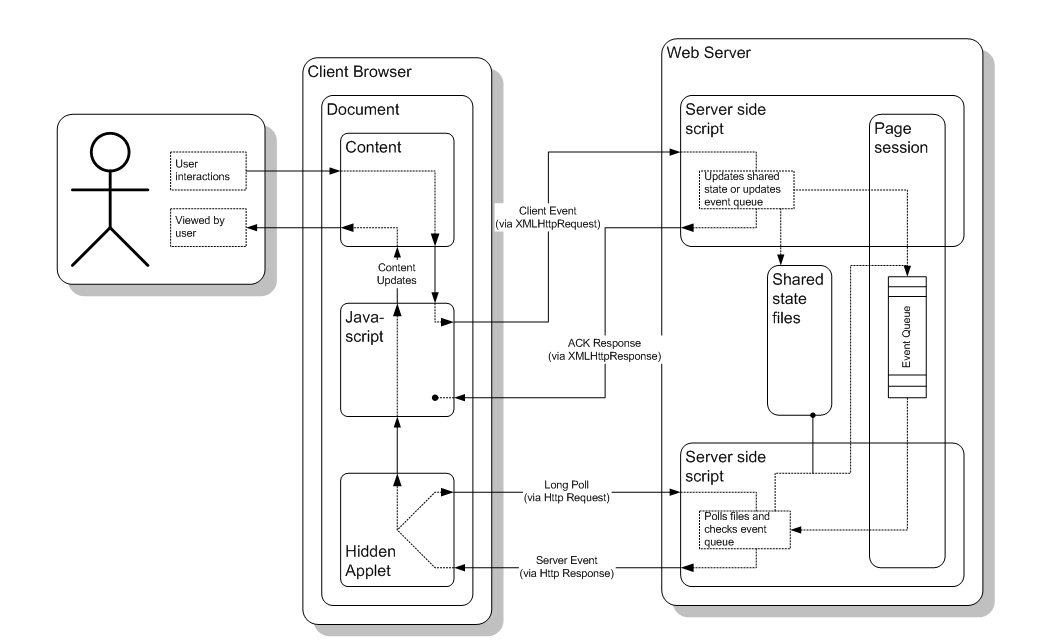 Web Server
Client Browser
Document
Server side
script
Page
session
Content
User
interactions
Updates shared
state or updates
event queue
Client Event
(via XMLHttpRequest)
Viewed by
user
Content
Updates
Shared
state
files
Java-
script
Event Queue
ACK Response
(via XMLHttpResponse)
Server side
script
Long Poll
(via Http Request)
Polls files and
checks event
queue
Hidden
Applet
Server Event
(via Http Response)